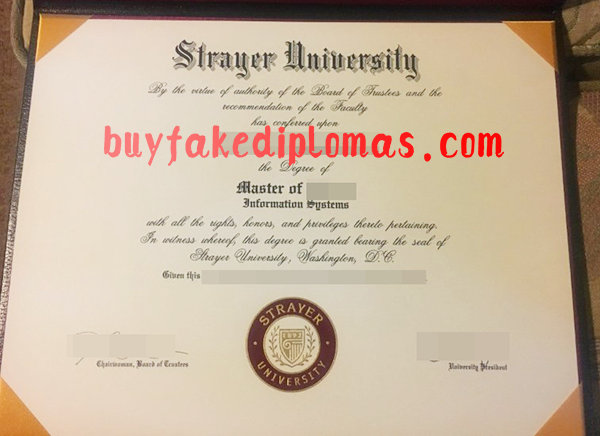 Strayer University
By the virtue of authority of the Board of Trustees and the
recommendation of the Faculty
has conferred upon
buyfakediplomas.com
the Degree of
Master of
Information Systems
with all the rights, honors, and privileges thereto pertaining.
In witness whereof, this degree is granted bearing the seal of
Strayer University, Washington, D.C.
Given this
STRAYER
1892
UNIVERSITY
Chairwoman, Board of Trustees
University President